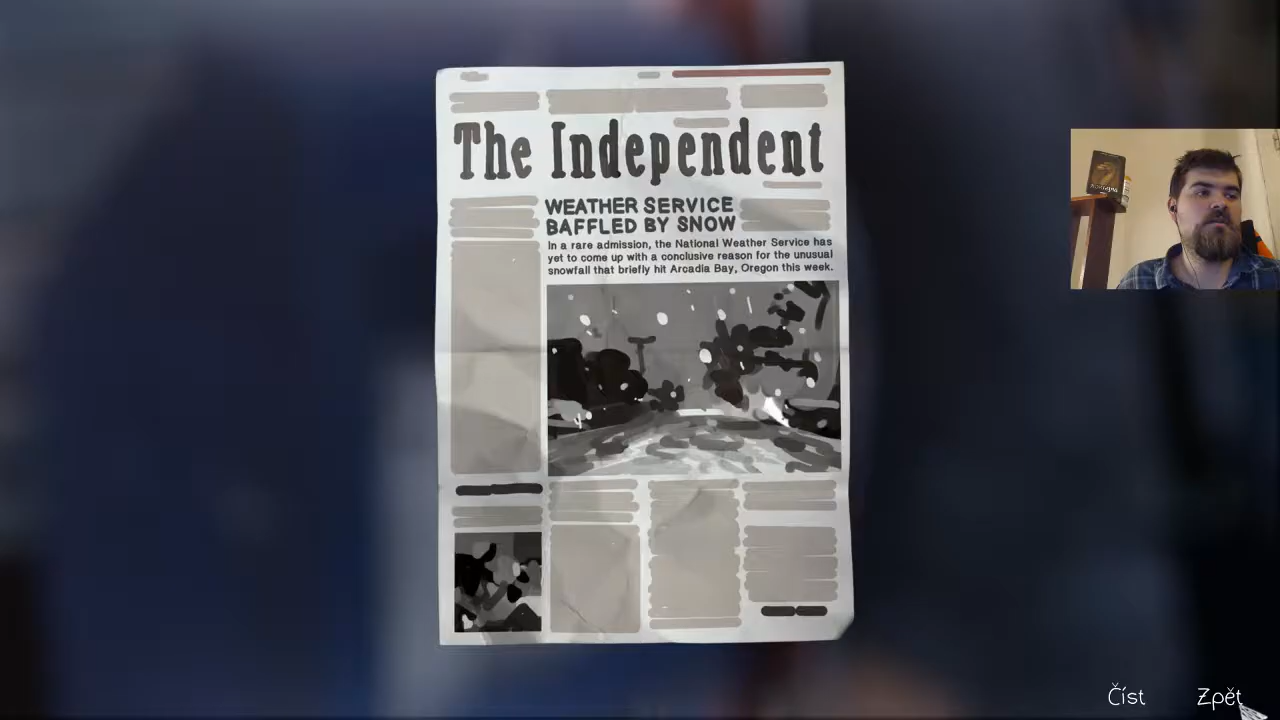 The Independent
WEATHER SERVICE
BAFFLED BY SNOW
In a rare admission, the National Weather Service has
yet to come up with a conclusive reason for the unusual
snowfall that briefly hit Arcadia Bay, Oregon this week.
Číst
Zpět